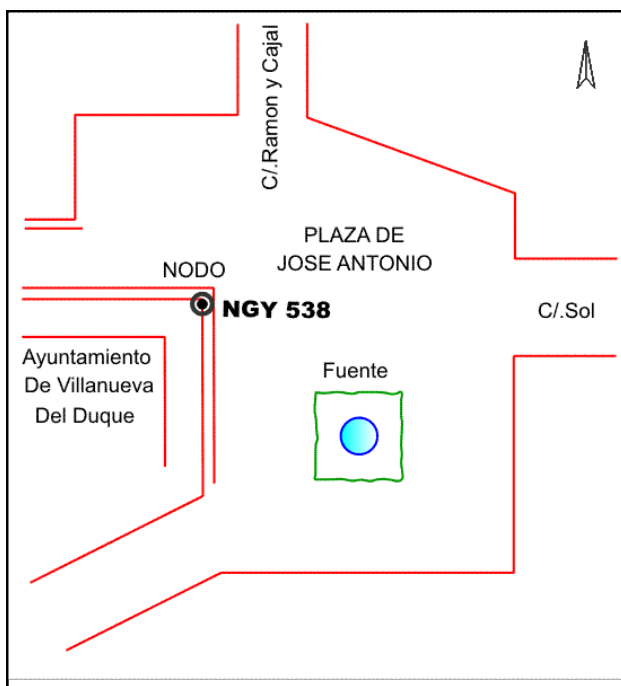 C/.Ramon y Cajal
PLAZA DE
JOSE ANTONIO
NODO
NGY 538
C/.Sol
Ayuntamiento
De Villanueva
Del Duque
Fuente